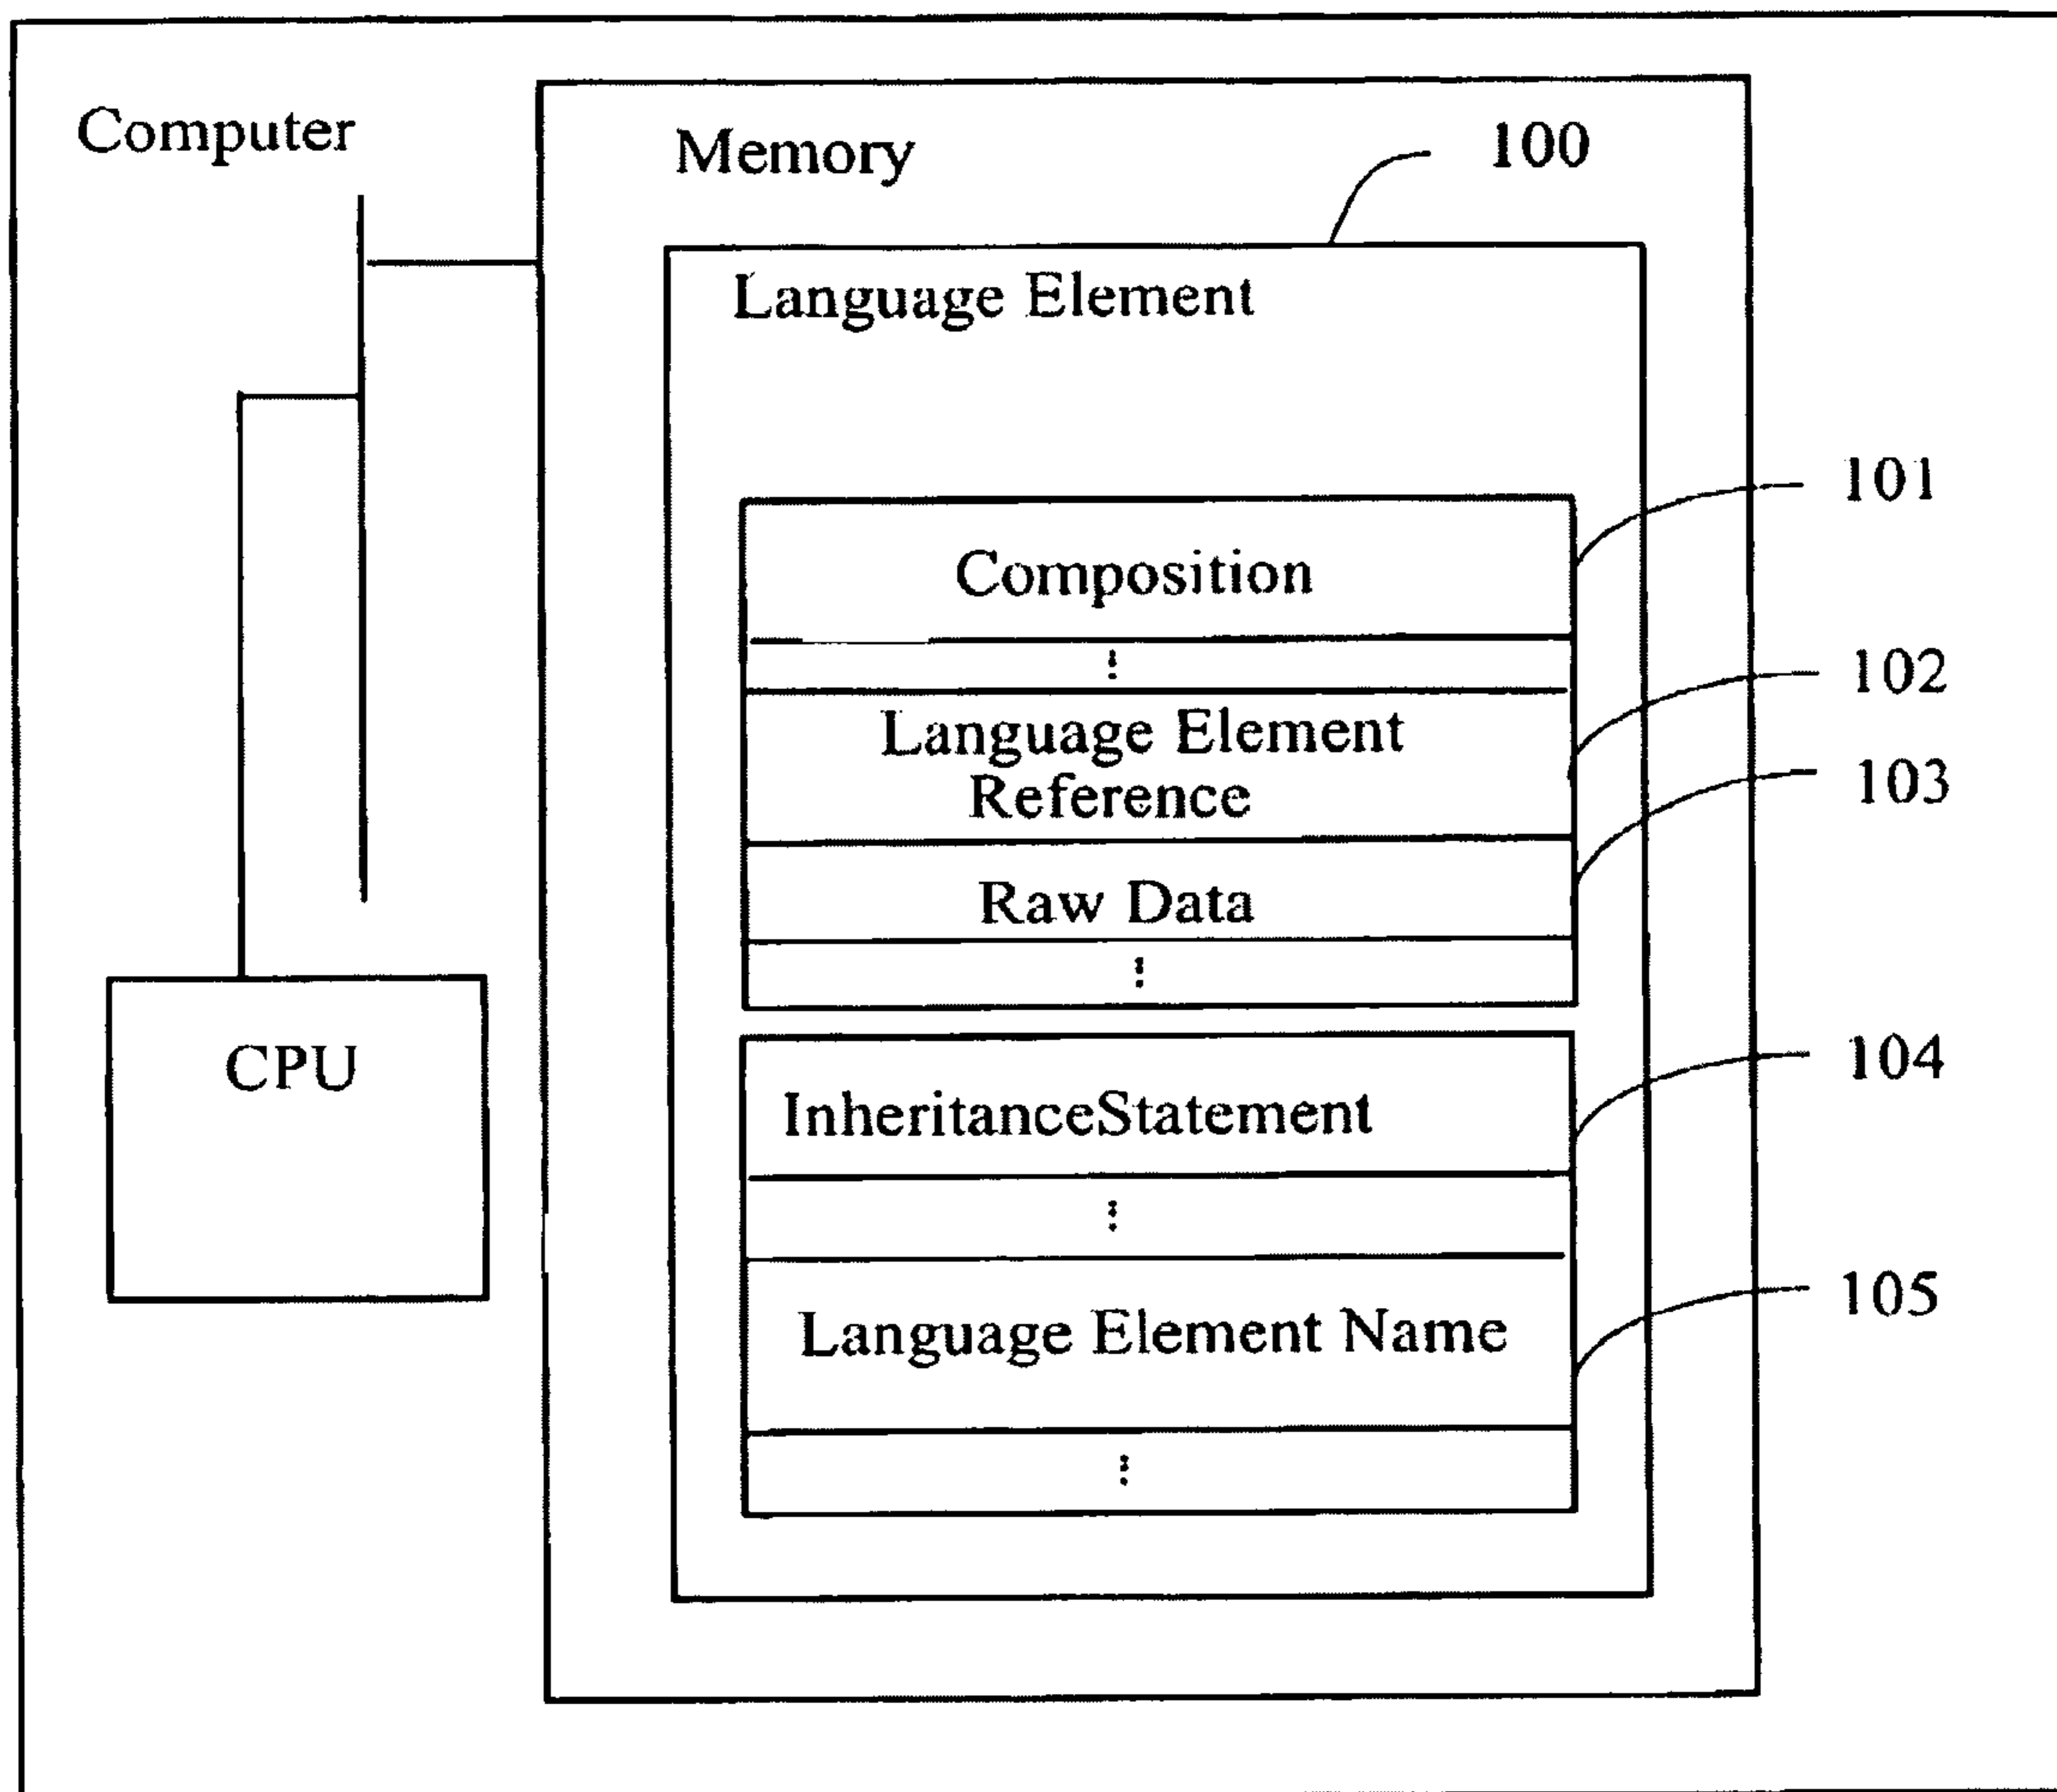 Computer
Memory
100
Language Element
Composition
101
⋮
Language Element
Reference
102
Raw Data
103
⋮
CPU
InheritanceStatement
104
⋮
Language Element Name
105
⋮